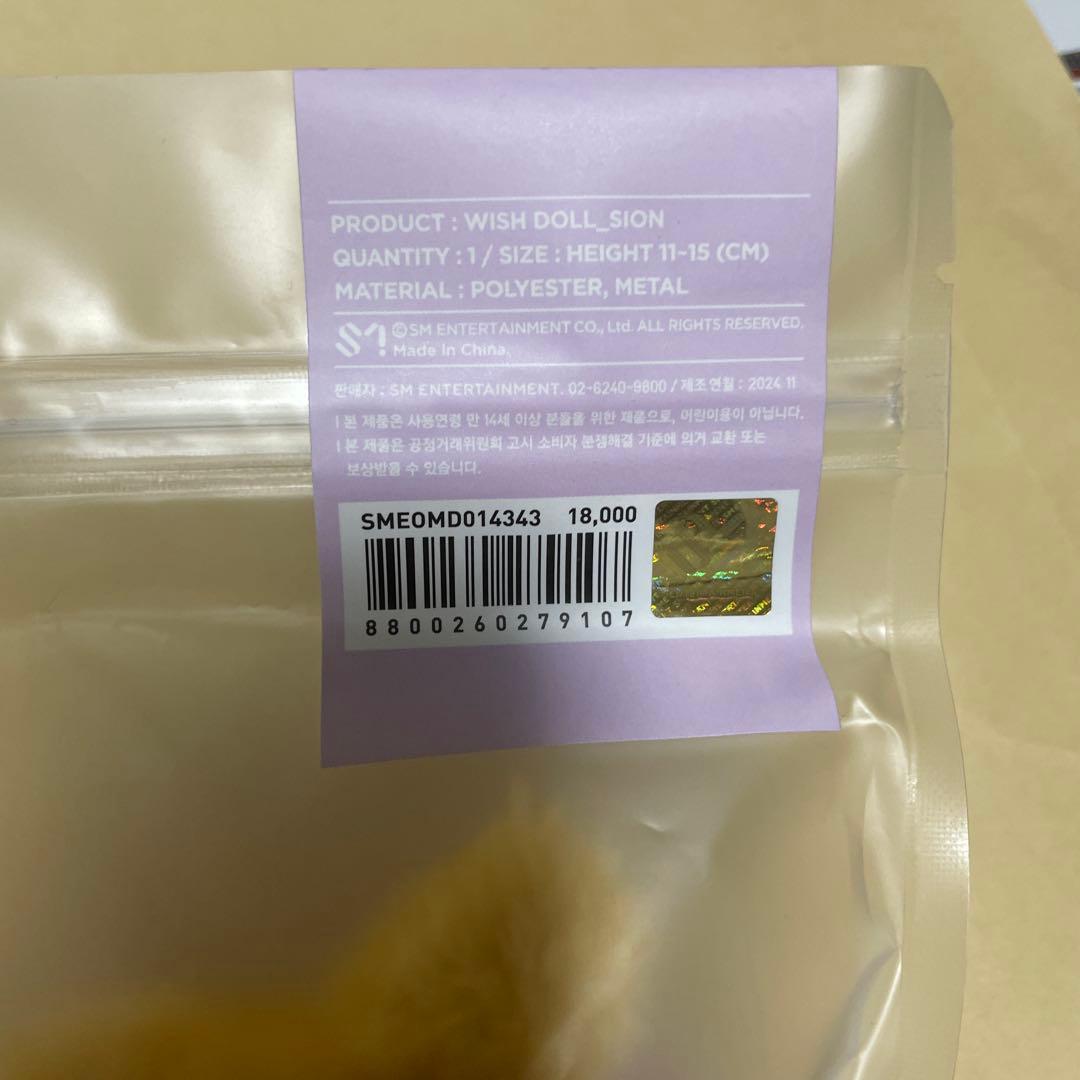 PRODUCT : WISH DOLL_SION
QUANTITY : 1 / SIZE : HEIGHT 11~15 (CM)
MATERIAL : POLYESTER, METAL
SM ©SM ENTERTAINMENT CO., Ltd. ALL RIGHTS RESERVED.
Made In China.
판매자 : SM ENTERTAINMENT. 02-6240-9800 / 제조연월 : 2024 11
| 본 제품은 사용연령 만 14세 이상 분들을 위한 제품으로, 어린이용이 아닙니다.
| 본 제품은 공정거래위원회 고시 소비자 분쟁해결 기준에 의거 교환 또는
보상받을 수 있습니다.
SMEOMD014343 18,000
8800260279107